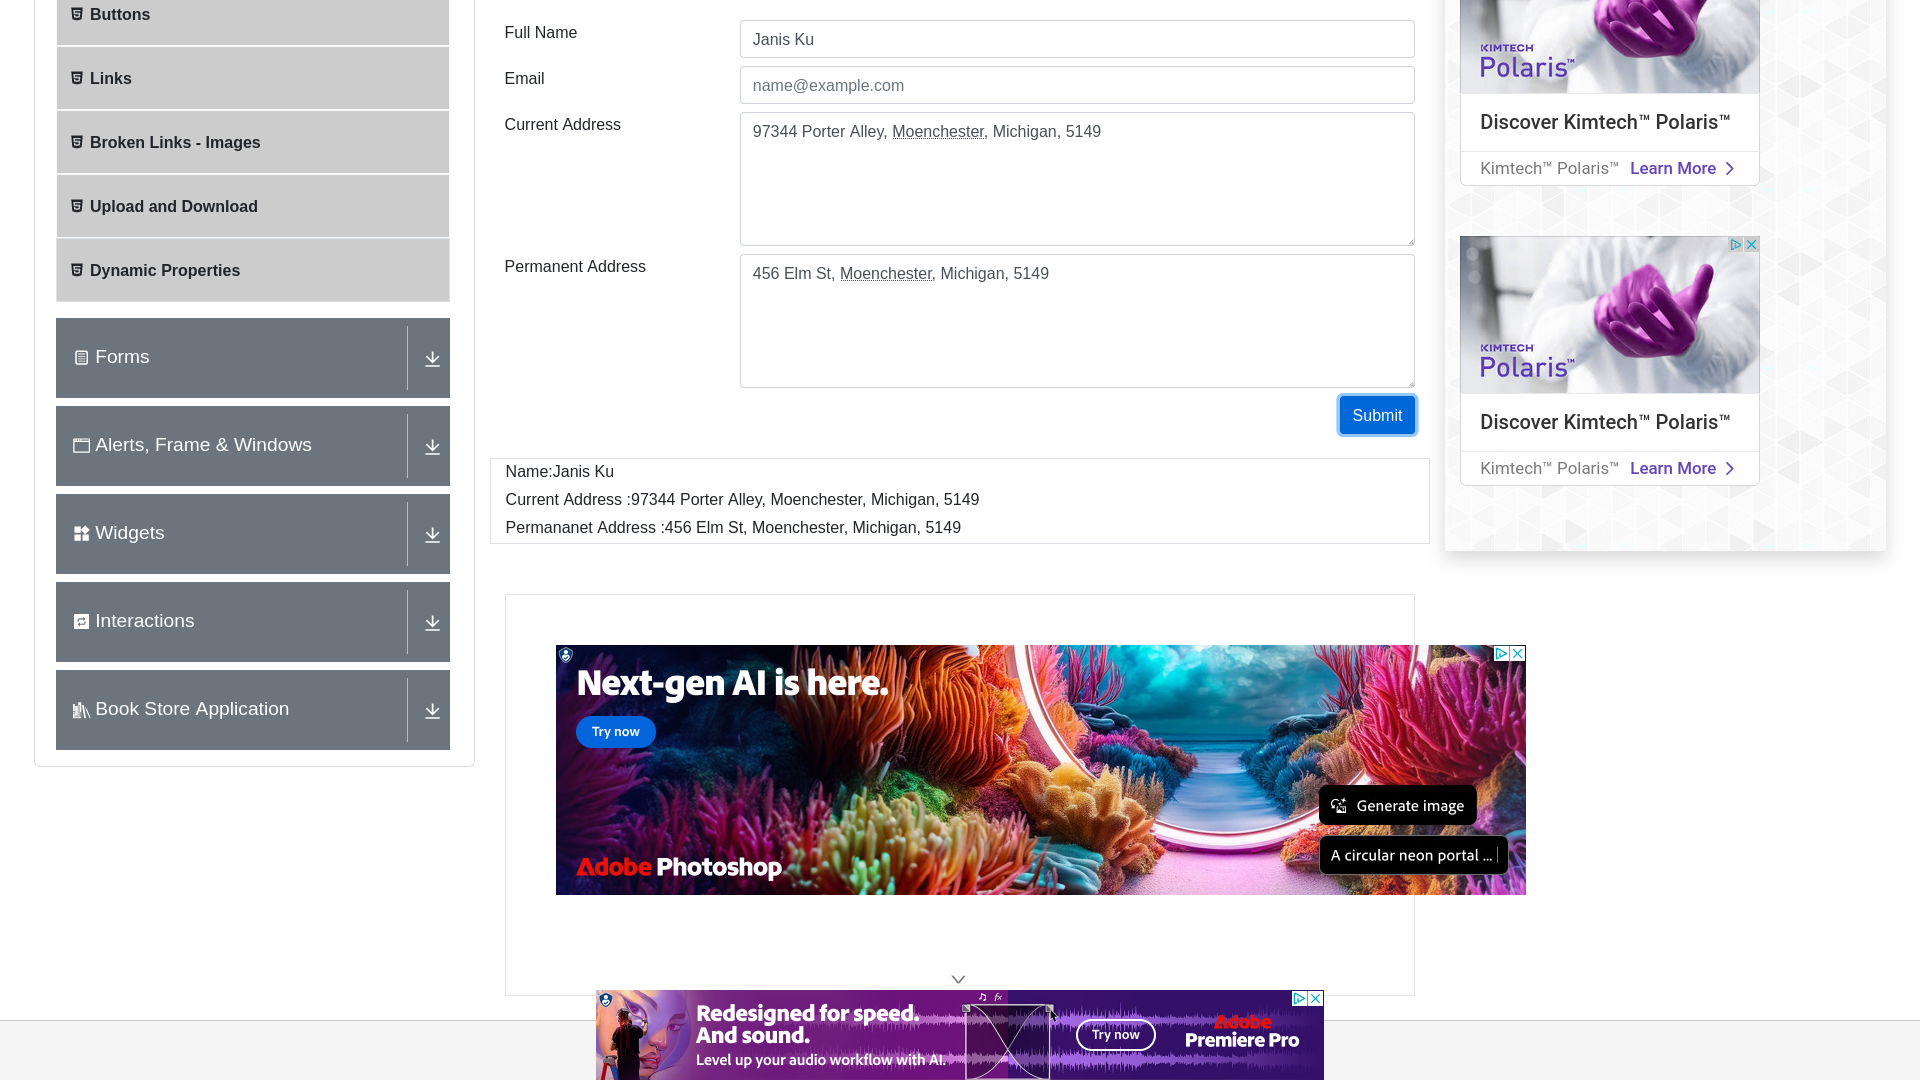 Buttons
Links
Broken Links - Images
Upload and Download
Dynamic Properties
Forms
Alerts, Frame & Windows
Widgets
Interactions
Book Store Application
Full Name
Janis Ku
Email
name@example.com
Current Address
97344 Porter Alley, Moenchester, Michigan, 5149
Permanent Address
456 Elm St, Moenchester, Michigan, 5149
Submit
Name:Janis Ku
Current Address :97344 Porter Alley, Moenchester, Michigan, 5149
Permananet Address :456 Elm St, Moenchester, Michigan, 5149
KIMTECH
Polaris™
Discover Kimtech™ Polaris™
Kimtech™ Polaris™ Learn More
KIMTECH
Polaris™
Discover Kimtech™ Polaris™
Kimtech™ Polaris™ Learn More
Next-gen AI is here.
Try now
Generate image
A circular neon portal ...
Adobe Photoshop
Redesigned for speed.
And sound.
Level up your audio workflow with AI.
fx
Try now
Adobe
Premiere Pro